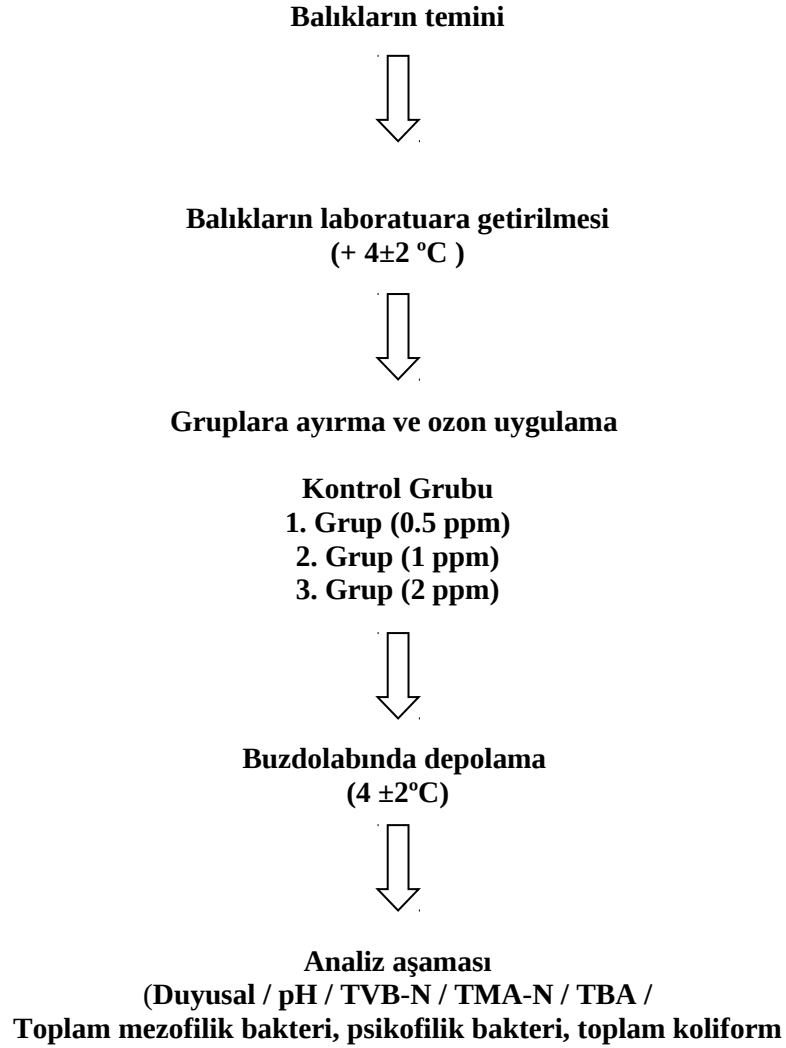 Balıkların temini
Balıkların laboratuara getirilmesi
(+ 4±2 ºC )
Gruplara ayırma ve ozon uygulama
Kontrol Grubu
1. Grup (0.5 ppm)
2. Grup (1 ppm)
3. Grup (2 ppm)
Buzdolabında depolama
(4 ±2ºC)
Analiz aşaması
(Duyusal / pH / TVB-N / TMA-N / TBA /
Toplam mezofilik bakteri, psikofilik bakteri, toplam koliform